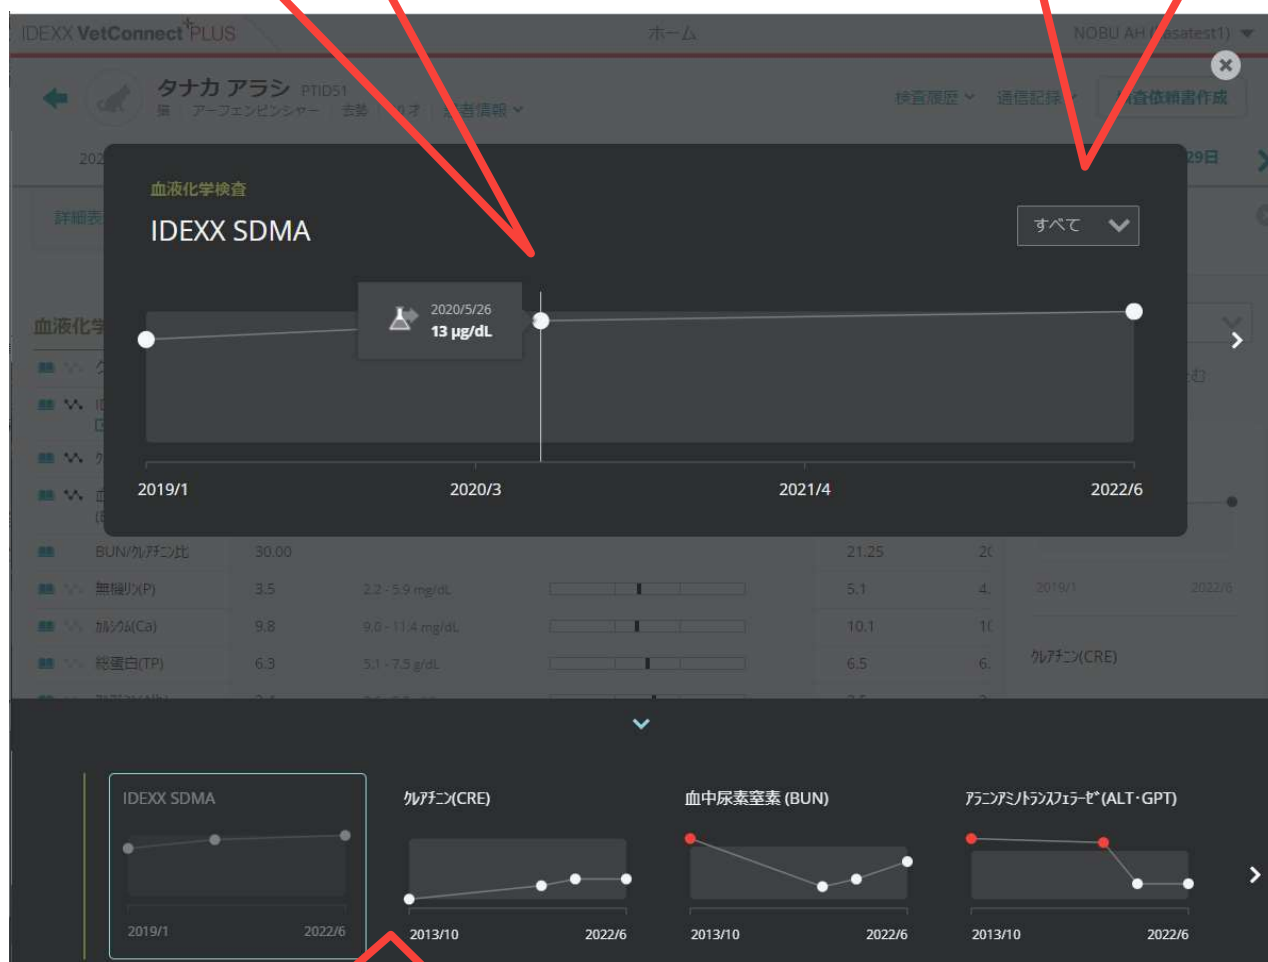 IDEXX VetConnect PLUS
ホーム
NOBU AH
タナカ アラシ PTID51
猫 アーフェンピンシャー 去勢
検査履歴 通信記録
依頼書作成
29日
血液化学検査
IDEXX SDMA
すべて
2020/5/26
13 µg/dL
2019/1 2020/3 2021/4 2022/6
BUN/クレアチニン比 30.00 21.25
無機リン(P) 3.5 2.2 - 5.9 mg/dL 5.1
2019/1 2022/6
カルシウム(Ca) 9.8 9.0 - 11.4 mg/dL 10.1
総蛋白(TP) 6.3 5.1 - 7.5 g/dL 6.5
クレアチニン(CRE)
IDEXX SDMA
2019/1 2022/6
クレアチニン(CRE)
2013/10 2022/6
血中尿素窒素 (BUN)
2013/10 2022/6
アラニンアミノトランスフェラーゼ(ALT・GPT)
2013/10 2022/6